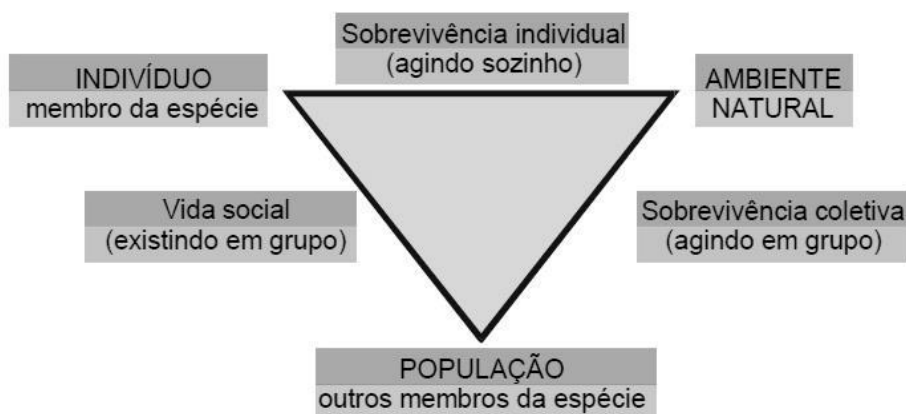 Sobrevivência individual
(agindo sozinho)
INDIVÍDUO
membro da espécie
AMBIENTE
NATURAL
Vida social
(existindo em grupo)
Sobrevivência coletiva
(agindo em grupo)
POPULAÇÃO
outros membros da espécie